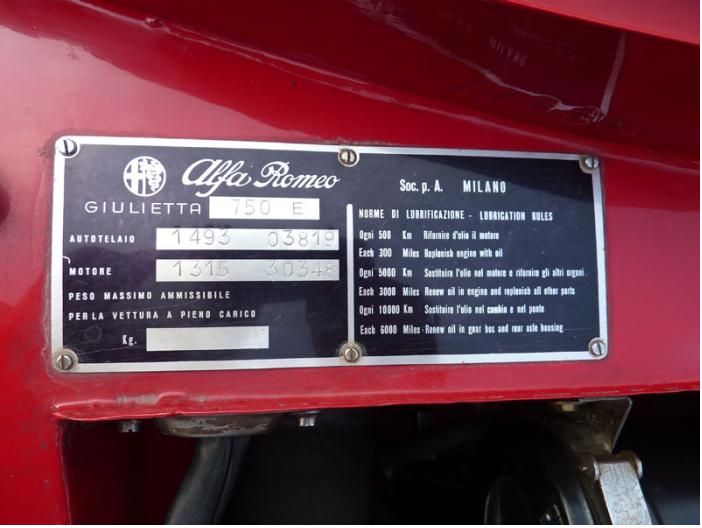 Alfa Romeo
GIULIETTA 750 E
AUTOTELAIO 1493 03819
MOTORE 1315 30348
PESO MASSIMO AMMISSIBILE
PER LA VETTURA A PIENO CARICO
Kg.
Soc. p. A. MILANO
NORME DI LUBRIFICAZIONE - LUBRICATION RULES
Ogni 500 Km Rifornire d'olio il motore
Each 300 Miles Replenish engine with oil
Ogni 5000 Km Sostituire l'olio nel motore e rifornire gli altri organi
Each 3000 Miles Renew oil in engine and replenish all other parts
Ogni 10000 Km Sostituire l'olio nel cambio e nel ponte
Each 6000 Miles - Renew oil in gear box and rear axle housing